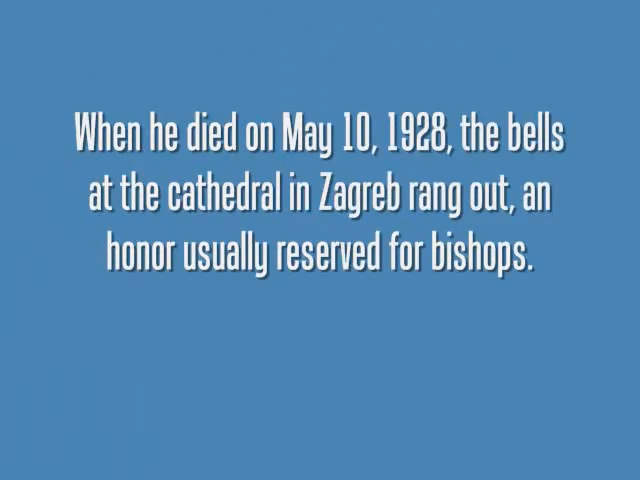 When he died on May 10, 1928, the bells
at the cathedral in Zagreb rang out, an
honor usually reserved for bishops.